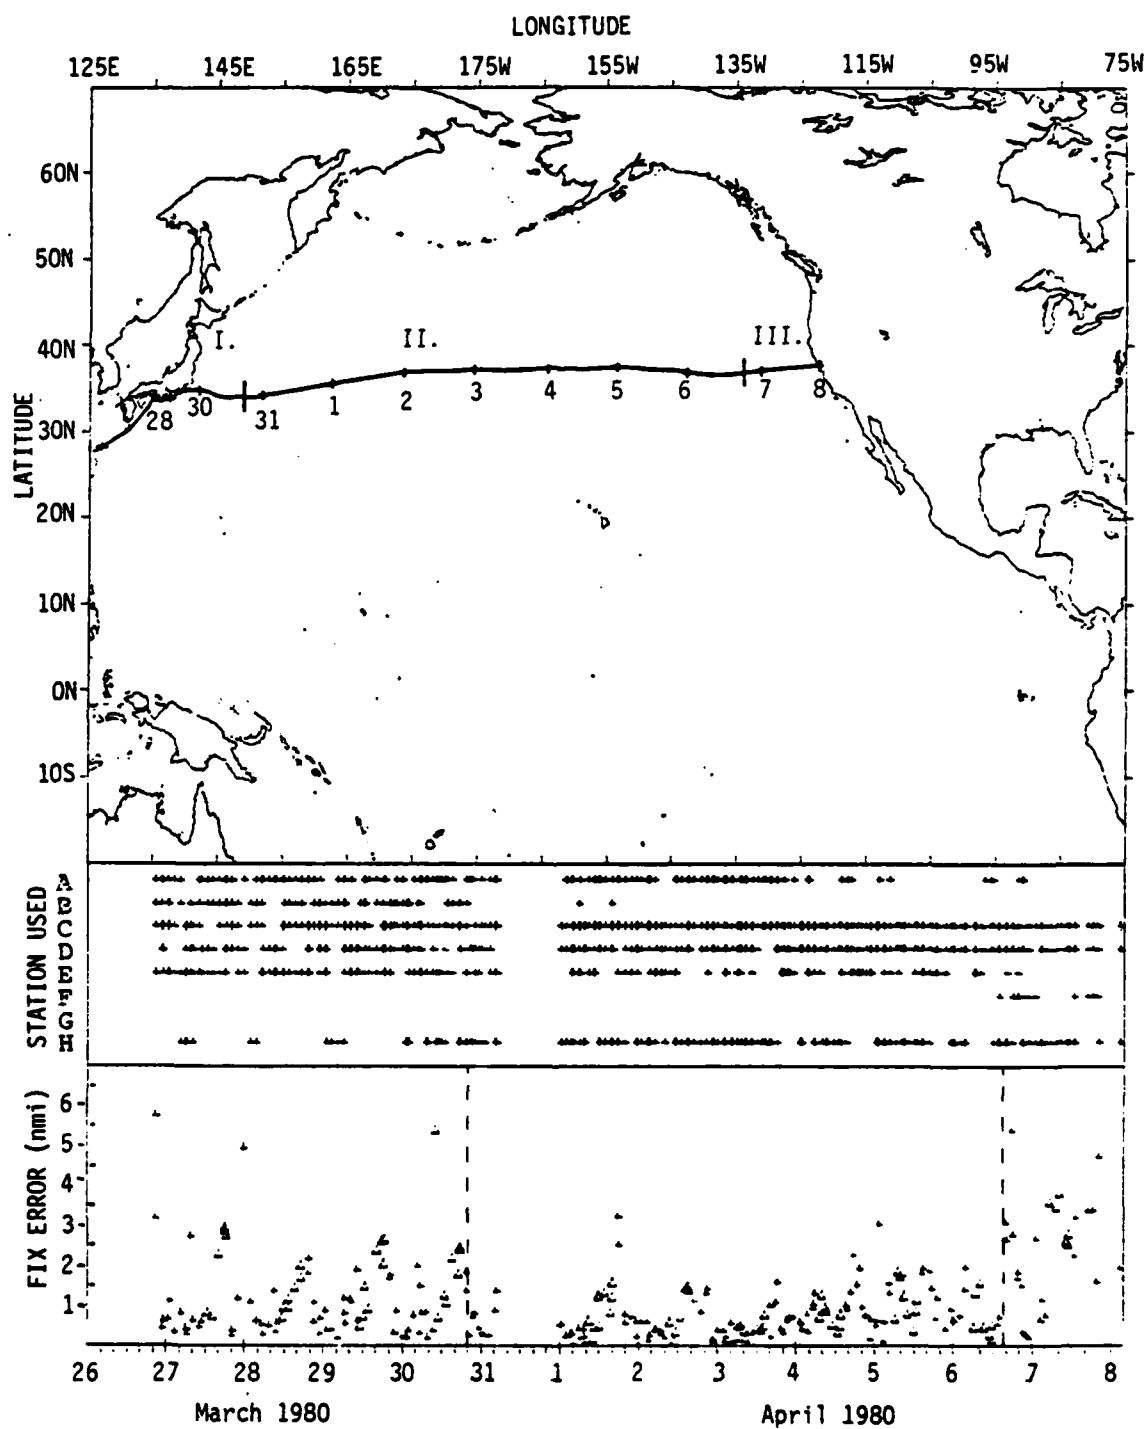 LONGITUDE
125E 145E 165E 175W 155W 135W 115W 95W 75W
LATITUDE
60N
50N
40N
30N
20N
10N
0N
10S
I. II. III.
28 30 31 1 2 3 4 5 6 7 8
STATION USED
A
B
C
D
E
F
G
H
FIX ERROR (nmi)
6
5
4
3
2
1
26 27 28 29 30 31 1 2 3 4 5 6 7 8
March 1980 April 1980